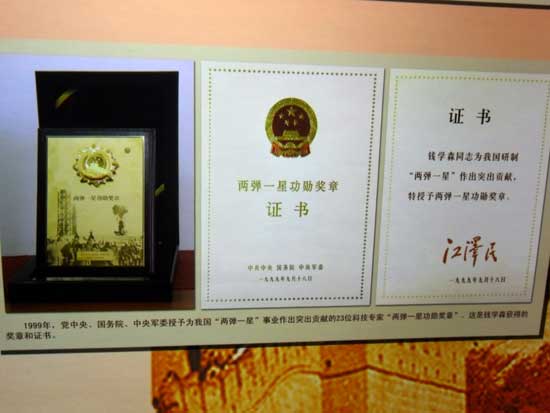 两弹一星功勋奖章
两弹一星功勋奖章
证书
中共中央 国务院 中央军委
一九九九年九月十八日
证书
钱学森同志为我国研制
“两弹一星”作出突出贡献，
特授予两弹一星功勋奖章。
江泽民
一九九九年九月十八日
1999年，党中央、国务院、中央军委授予为我国“两弹一星”事业作出突出贡献的23位科技专家“两弹一星功勋奖章”。这是钱学森获得的
奖章和证书。